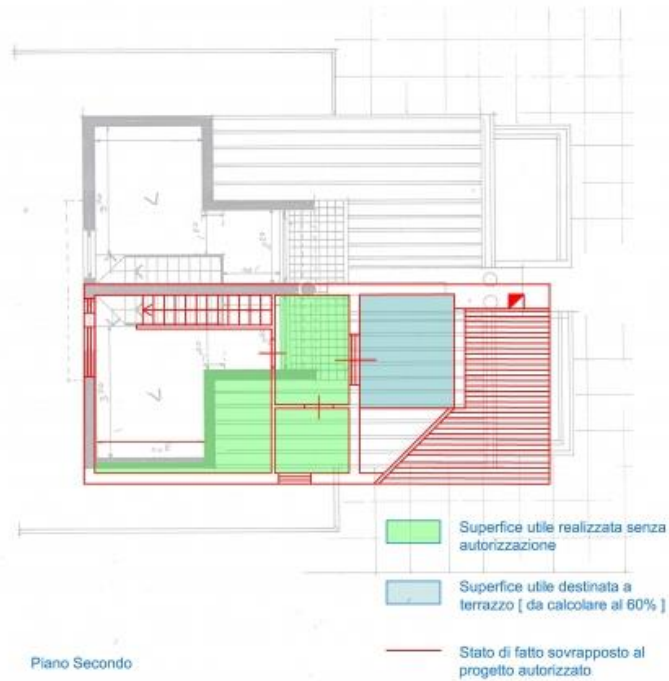 Superfice utile realizzata senza
autorizzazione
Superfice utile destinata a
terrazzo [ da calcolare al 60% ]
Piano Secondo
Stato di fatto sovrapposto al
progetto autorizzato